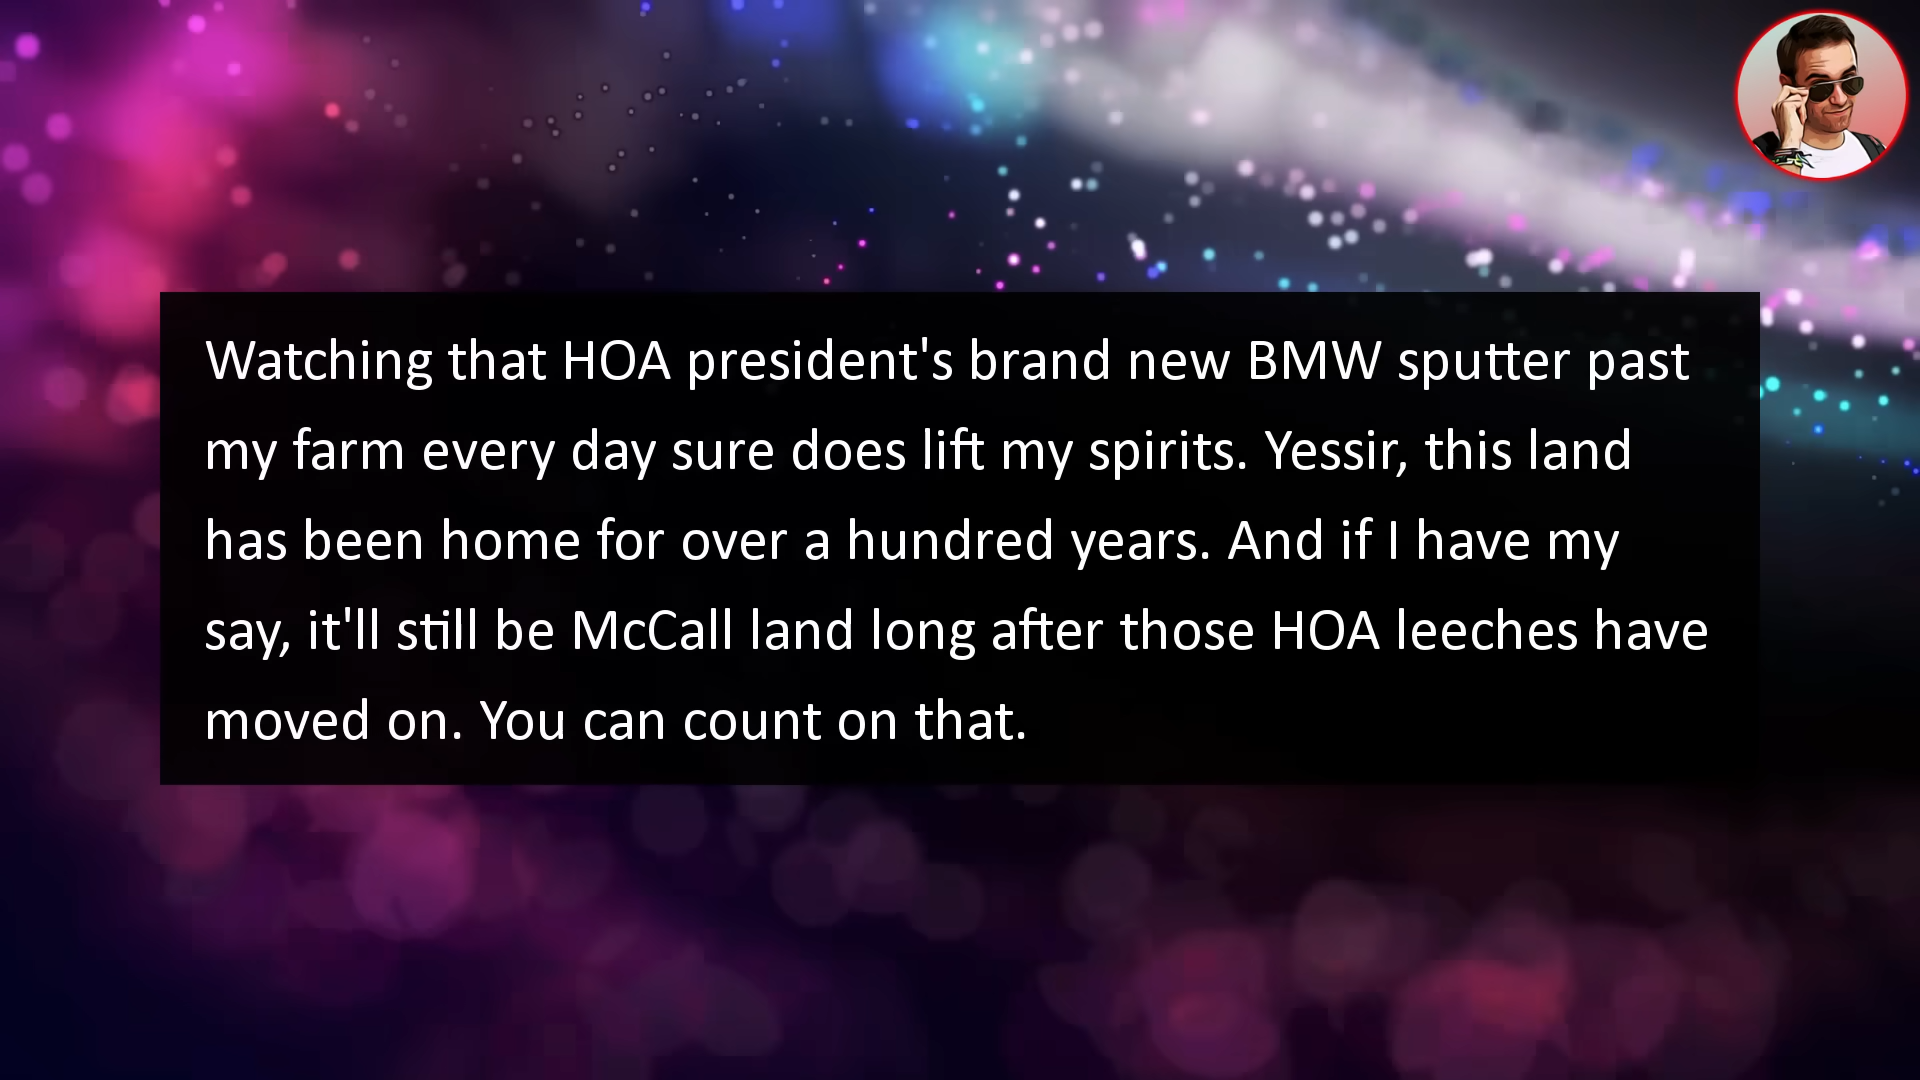 Watching that HOA president's brand new BMW sputter past
my farm every day sure does lift my spirits. Yessir, this land
has been home for over a hundred years. And if I have my
say, it'll still be McCall land long after those HOA leeches have
moved on. You can count on that.